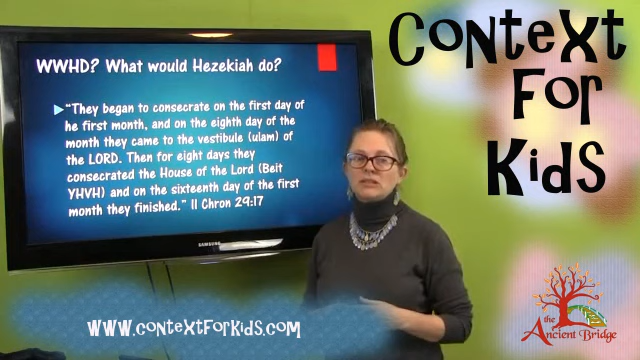 WWHD? What would Hezekiah do?
“They began to consecrate on the first day of
he first month, and on the eighth day of the
month they came to the vestibule (ulam) of
the LORD. Then for eight days they
consecrated the House of the Lord (Beit
YHVH) and on the sixteenth day of the first
month they finished.” II Chron 29:17
SAMSUNG
Context
For
Kids
www.contextForKids.com
the
Ancient Bridge